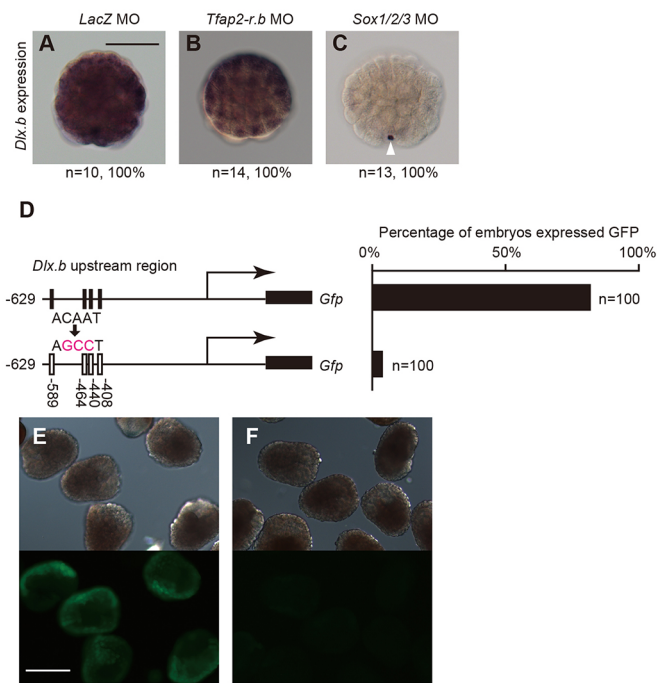 LacZ MO
Tfap2-r.b MO
Sox1/2/3 MO
Dlx.b expression
A
B
C
n=10, 100%
n=14, 100%
n=13, 100%
D
Percentage of embryos expressed GFP
0%
50%
100%
Dlx.b upstream region
-629
Gfp
n=100
ACAAT
AGCCT
-629
Gfp
n=100
-589
-464
-440
-408
E
F